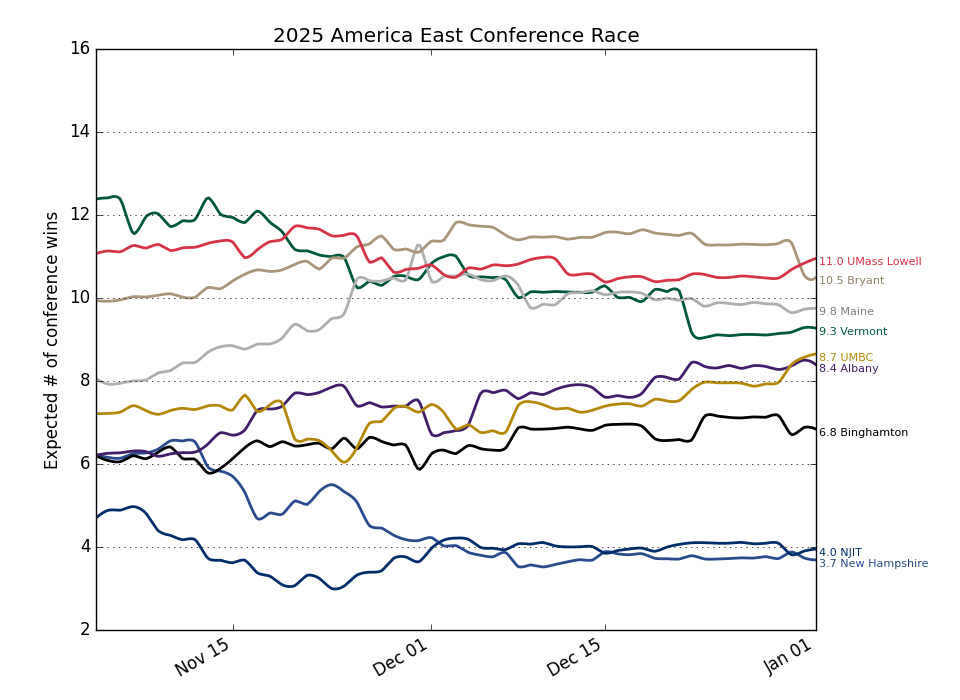 2025 America East Conference Race
Expected # of conference wins
16
14
12
10
8
6
4
2
11.0 UMass Lowell
10.5 Bryant
9.8 Maine
9.3 Vermont
8.7 UMBC
8.4 Albany
6.8 Binghamton
4.0 NJIT
3.7 New Hampshire
Nov 15
Dec 01
Dec 15
Jan 01